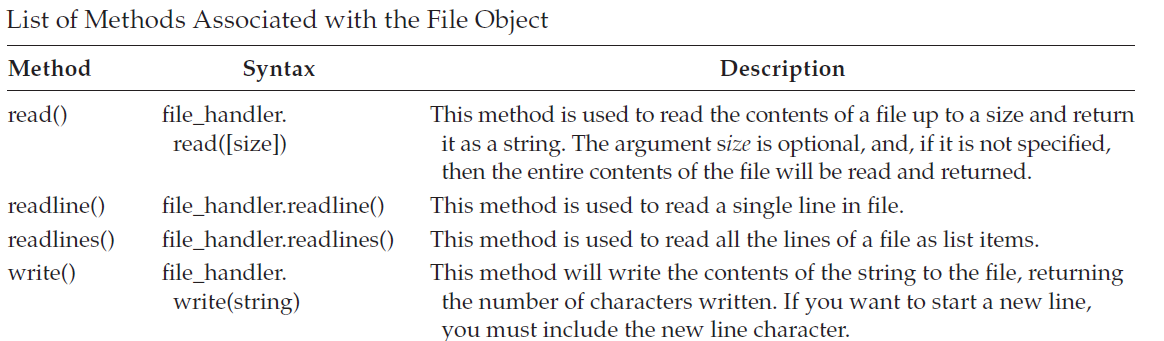 List of Methods Associated with the File Object
Method Syntax Description
read() file_handler. This method is used to read the contents of a file up to a size and return
read([size]) it as a string. The argument size is optional, and, if it is not specified,
then the entire contents of the file will be read and returned.
readline() file_handler.readline() This method is used to read a single line in file.
readlines() file_handler.readlines() This method is used to read all the lines of a file as list items.
write() file_handler. This method will write the contents of the string to the file, returning
write(string) the number of characters written. If you want to start a new line,
you must include the new line character.